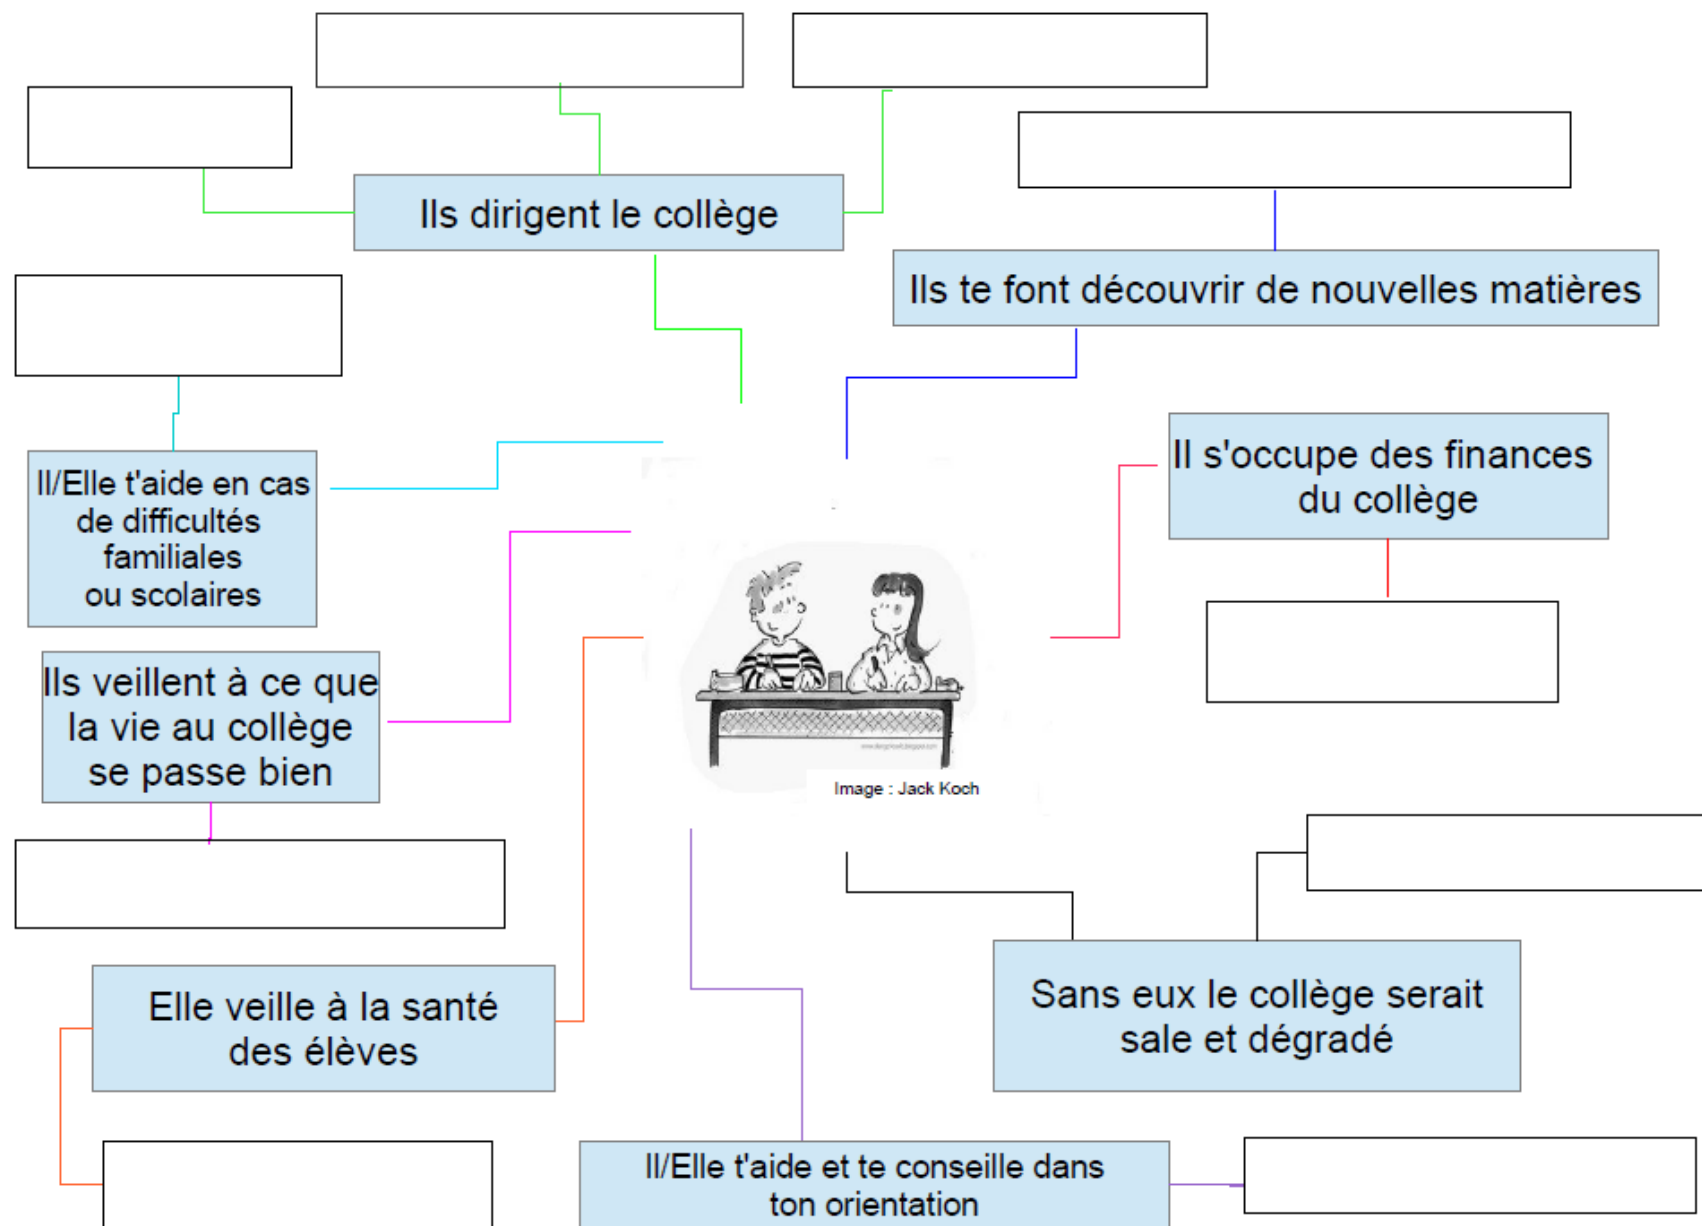 Ils dirigent le collège
Ils te font découvrir de nouvelles matières
Il s'occupe des finances
du collège
Il/Elle t'aide en cas
de difficultés
familiales
ou scolaires
Ils veillent à ce que
la vie au collège
se passe bien
Image : Jack Koch
Elle veille à la santé
des élèves
Sans eux le collège serait
sale et dégradé
Il/Elle t'aide et te conseille dans
ton orientation